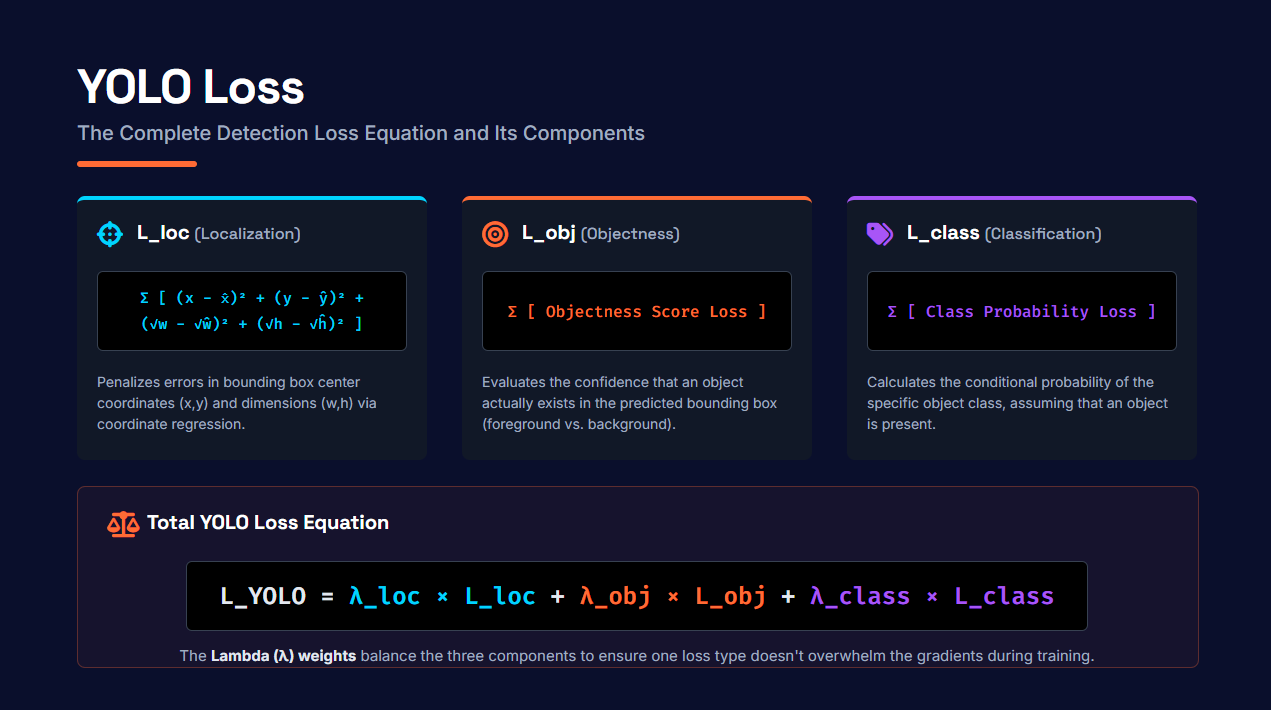 YOLO Loss
The Complete Detection Loss Equation and Its Components
L_loc (Localization)
Σ [ (x − x̂)² + (y − ŷ)² +
(√w − √ŵ)² + (√h − √ĥ)² ]
Penalizes errors in bounding box center
coordinates (x,y) and dimensions (w,h) via
coordinate regression.
L_obj (Objectness)
Σ [ Objectness Score Loss ]
Evaluates the confidence that an object
actually exists in the predicted bounding box
(foreground vs. background).
L_class (Classification)
Σ [ Class Probability Loss ]
Calculates the conditional probability of the
specific object class, assuming that an object
is present.
Total YOLO Loss Equation
L_YOLO = λ_loc × L_loc + λ_obj × L_obj + λ_class × L_class
The Lambda (λ) weights balance the three components to ensure one loss type doesn't overwhelm the gradients during training.